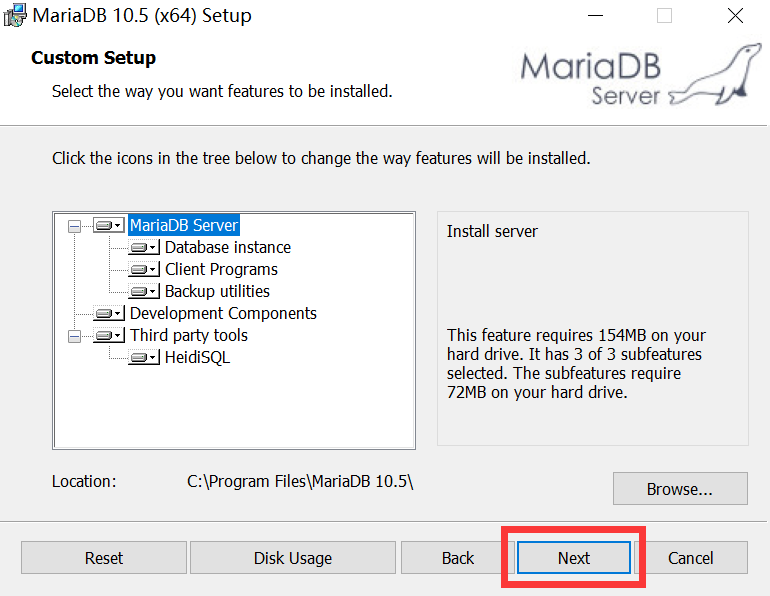 MariaDB 10.5 (x64) Setup
Custom Setup
Select the way you want features to be installed.
MariaDB
Server
Click the icons in the tree below to change the way features will be installed.
MariaDB Server
Database instance
Client Programs
Backup utilities
Development Components
Third party tools
HeidiSQL
Install server
This feature requires 154MB on your
hard drive. It has 3 of 3 subfeatures
selected. The subfeatures require
72MB on your hard drive.
Location:
C:\Program Files\MariaDB 10.5\
Browse...
Reset
Disk Usage
Back
Next
Cancel